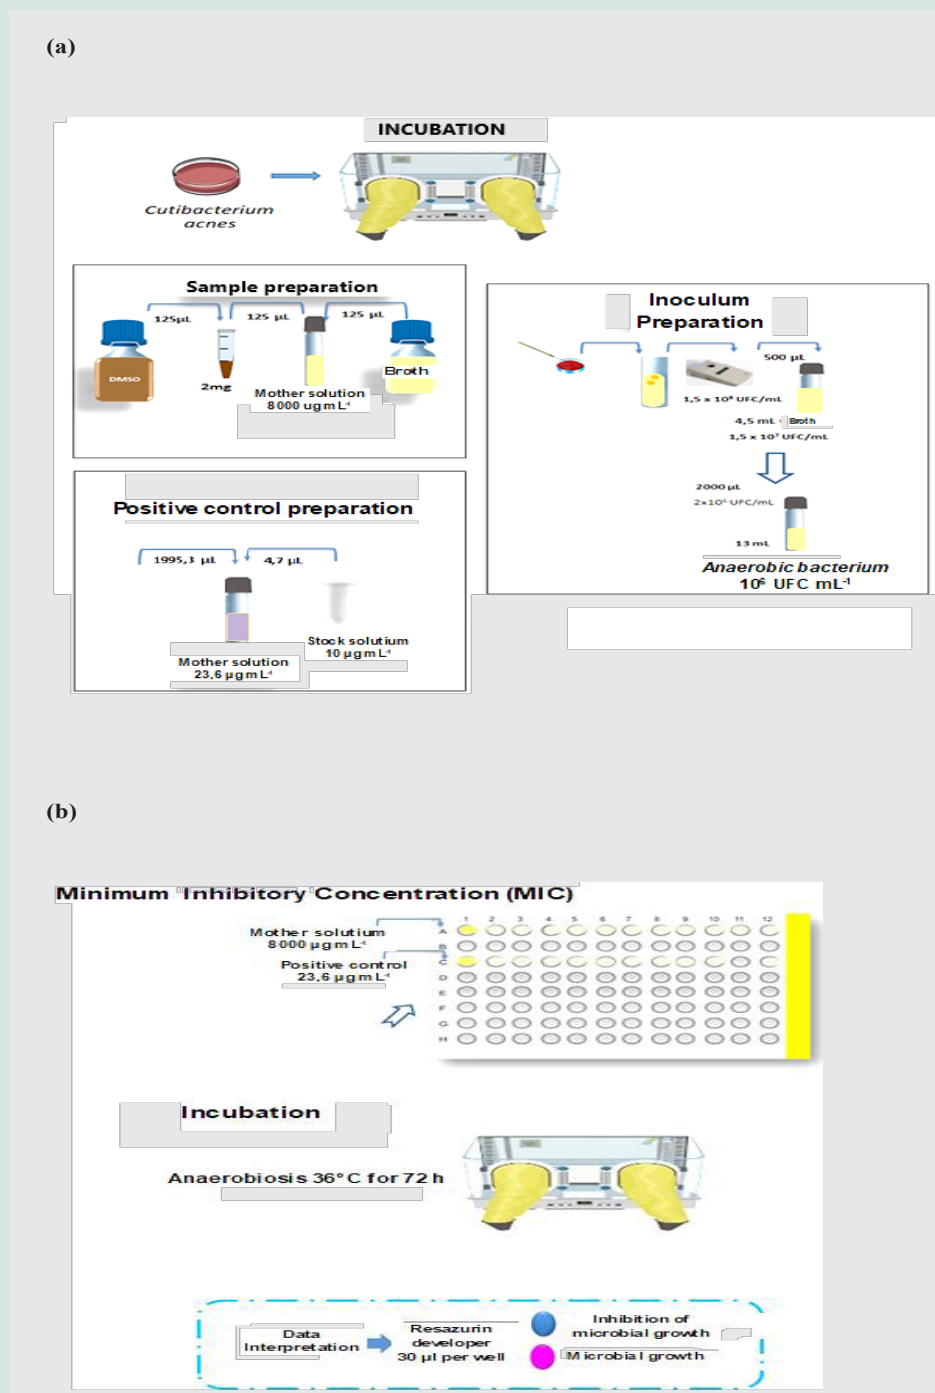 (a)
INCUBATION
Cutibacterium
acnes
Sample preparation
125µL
125 µL
125 µL
DMSO
2mg
Broth
Mother solution
8000 ugmL⁻¹
Inoculum
Preparation
500 µL
1,5 x 10⁸ UFC/mL
4,5 mL
Broth
1,5 x 10⁷ UFC/mL
2000 µL
2x10⁶ UFC/mL
13 mL
Anaerobic bacterium
10⁶ UFC mL⁻¹
Positive control preparation
1995,3 µL
4,7 µL
Stock solutium
10 µgmL⁻¹
Mother solution
23,6 µgmL⁻¹
(b)
Minimum Inhibitory Concentration (MIC)
1 2 3 4 5 6 7 8 9 10 11 12
Mother solutium
8000 µgmL⁻¹
Positive control
23,6 µgmL⁻¹
A
B
C
D
E
F
G
H
Incubation
Anaerobiosis 36°C for 72 h
Data
Interpretation
Resazurin
developer
30 µl per well
Inhibition of
microbial growth
Microbial growth